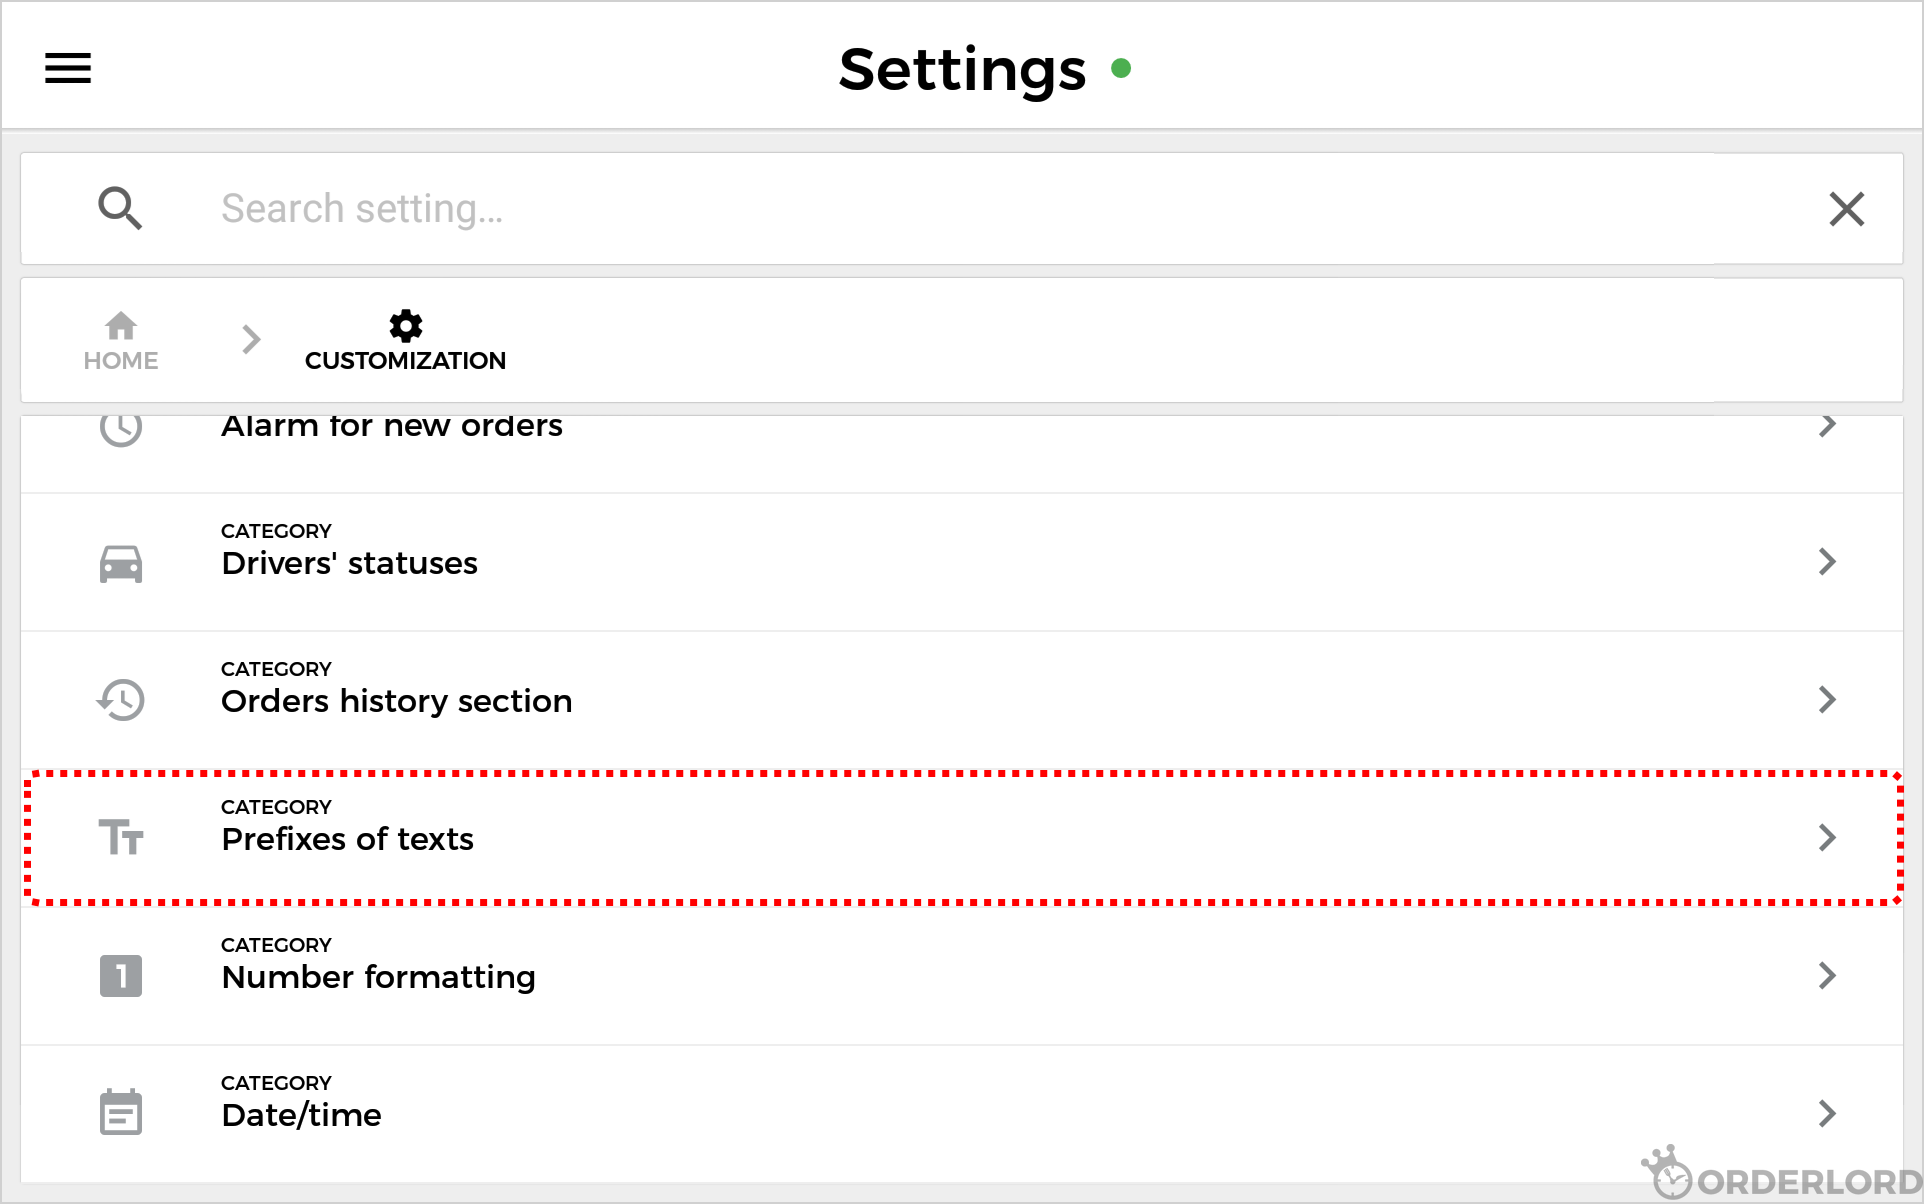 Settings
Search setting...
HOME
CUSTOMIZATION
Alarm for new orders
CATEGORY
Drivers' statuses
CATEGORY
Orders history section
CATEGORY
Prefixes of texts
CATEGORY
Number formatting
1
CATEGORY
Date/time
ORDERLORD